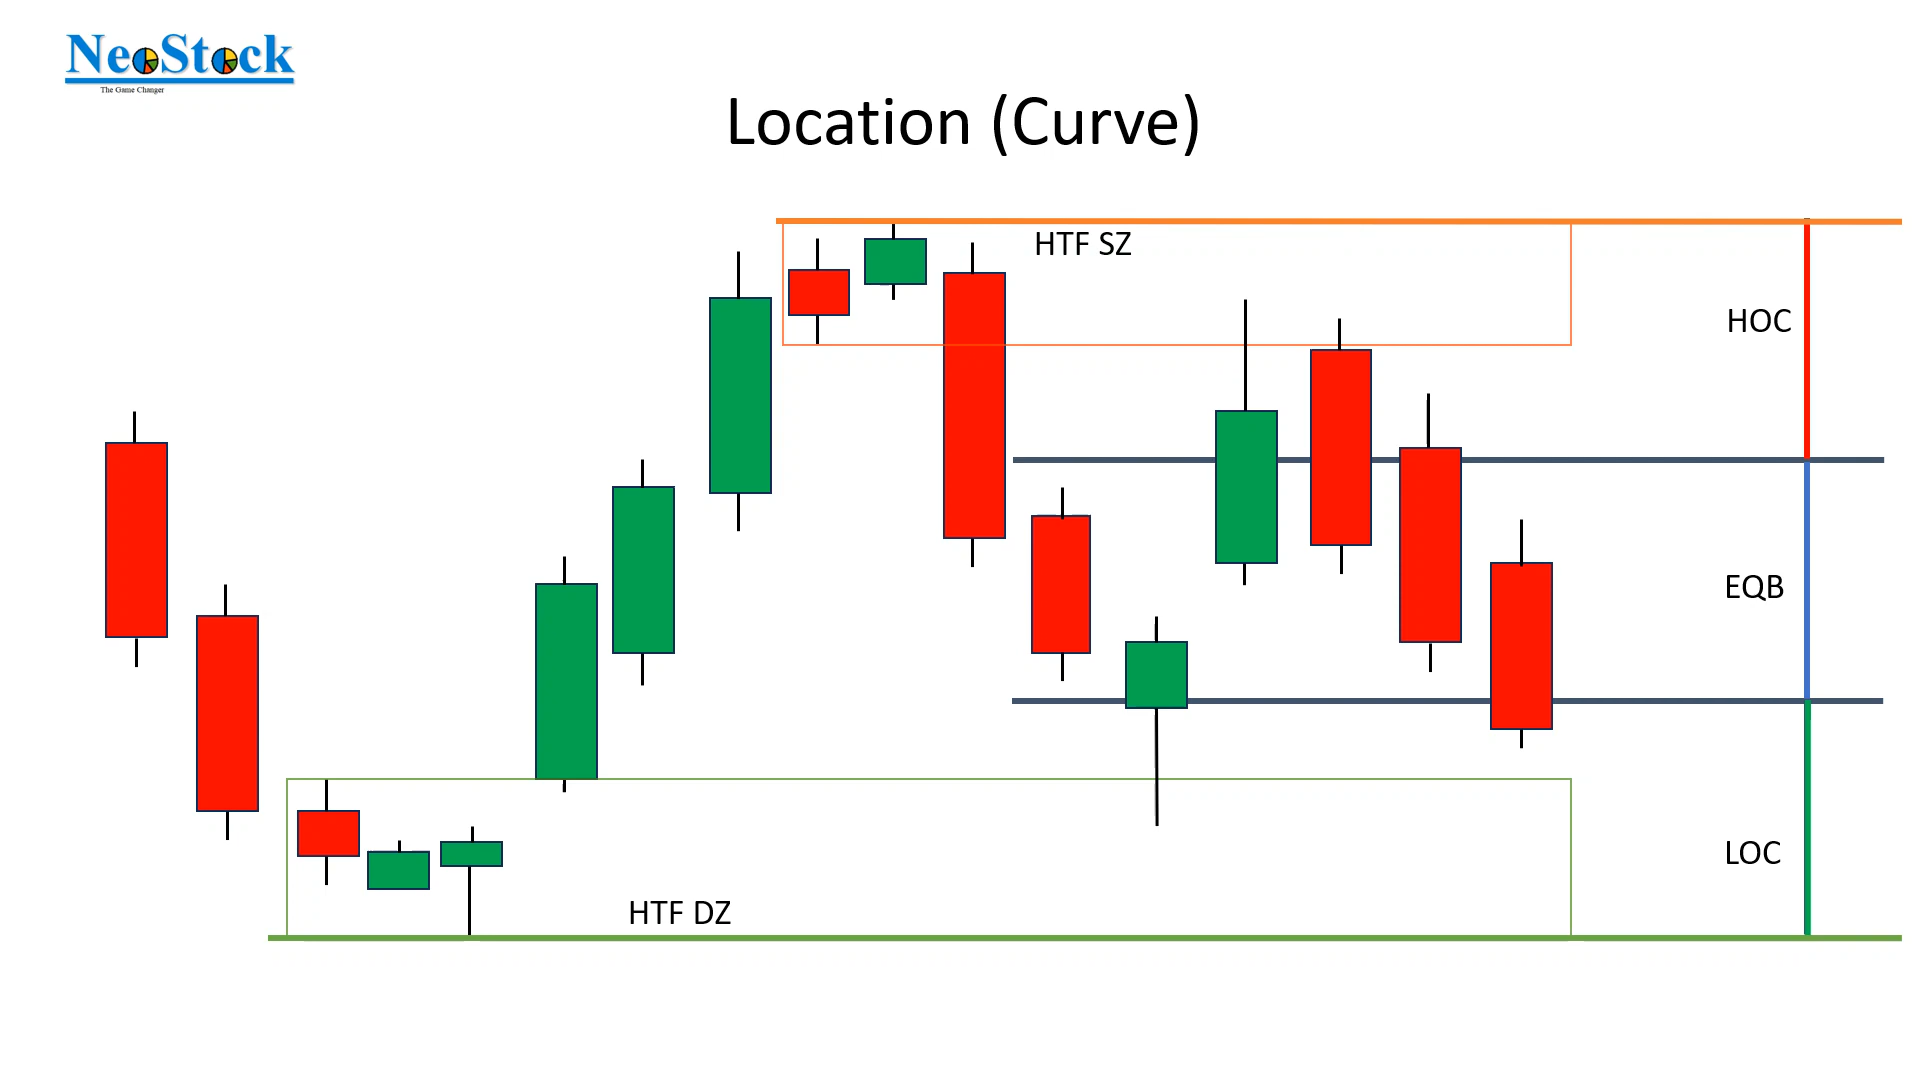 NeoStock
The Game Changer
Location (Curve)
HTF SZ
HOC
EQB
LOC
HTF DZ